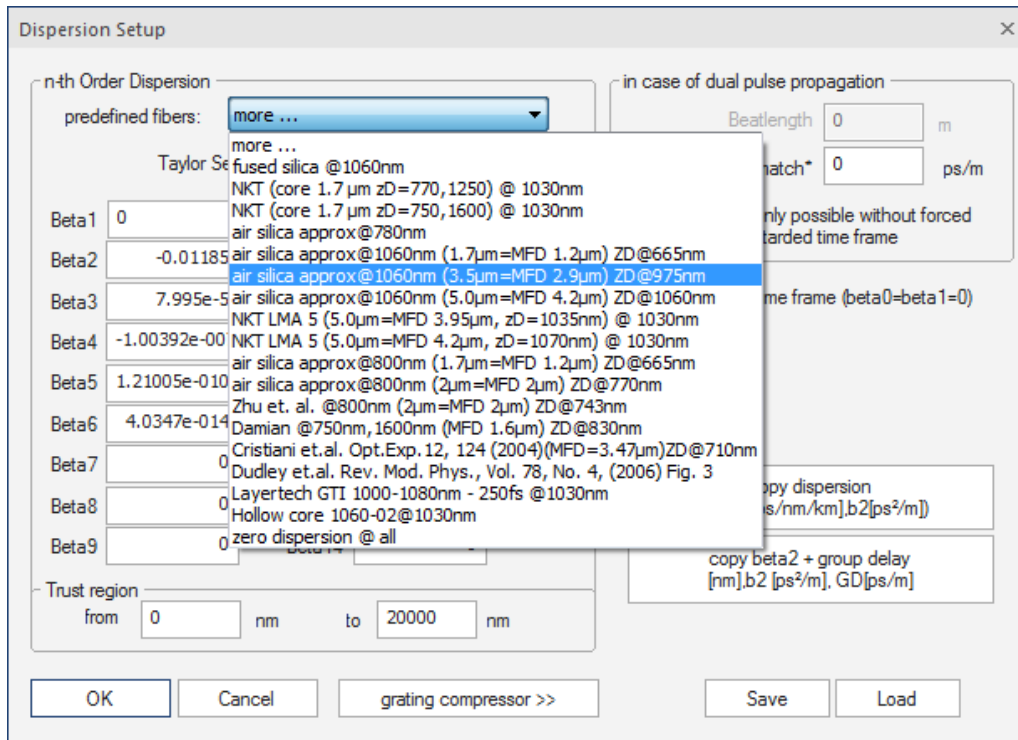 Dispersion Setup
n-th Order Dispersion
predefined fibers: more ...
more ...
fused silica @1060nm
NKT (core 1.7 µm zD=770,1250) @ 1030nm
NKT (core 1.7 µm zD=750,1600) @ 1030nm
air silica approx@780nm
air silica approx@1060nm (1.7µm=MFD 1.2µm) ZD@665nm
air silica approx@1060nm (3.5µm=MFD 2.9µm) ZD@975nm
air silica approx@1060nm (5.0µm=MFD 4.2µm) ZD@1060nm
NKT LMA 5 (5.0µm=MFD 3.95µm, zD=1035nm) @ 1030nm
NKT LMA 5 (5.0µm=MFD 4.2µm, zD=1070nm) @ 1030nm
air silica approx@800nm (1.7µm=MFD 1.2µm) ZD@665nm
air silica approx@800nm (2µm=MFD 2µm) ZD@770nm
Zhu et. al. @800nm (2µm=MFD 2µm) ZD@743nm
Damian @750nm,1600nm (MFD 1.6µm) ZD@830nm
Cristiani et.al. Opt.Exp.12, 124 (2004)(MFD=3.47µm)ZD@710nm
Dudley et.al. Rev. Mod. Phys., Vol. 78, No. 4, (2006) Fig. 3
Layertech GTI 1000-1080nm - 250fs @1030nm
Hollow core 1060-02@1030nm
zero dispersion @ all
Taylor Se
Beta1 0
Beta2 -0.01185
Beta3 7.995e-5
Beta4 -1.00392e-00
Beta5 1.21005e-010
Beta6 4.0347e-014
Beta7 0
Beta8 0
Beta9 0
Trust region
from 0 nm to 20000 nm
in case of dual pulse propagation
Beatlength 0 m
match* 0 ps/m
nly possible without forced
tarded time frame
me frame (beta0=beta1=0)
opy dispersion
s/nm/km],b2[ps²/m])
copy beta2 + group delay
[nm],b2 [ps²/m], GD[ps/m]
OK
Cancel
grating compressor >>
Save
Load